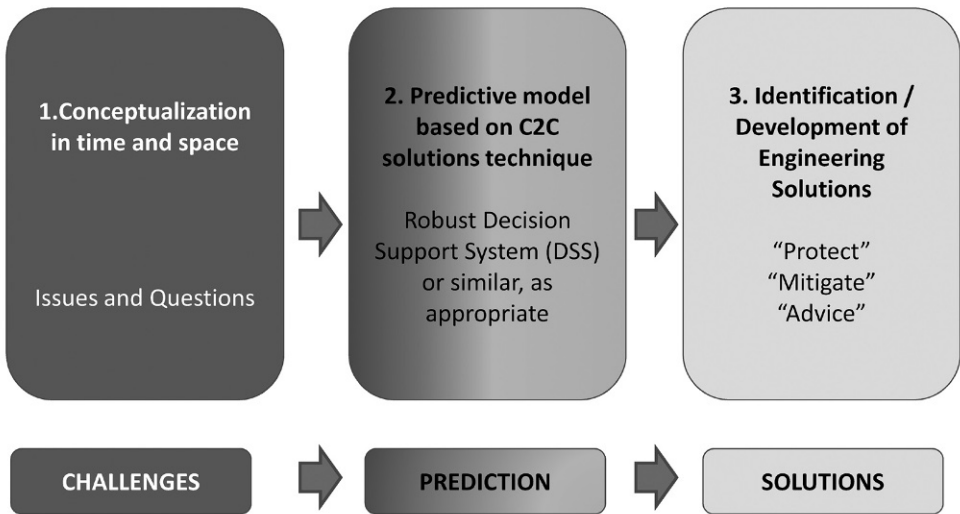 1.Conceptualization
in time and space
Issues and Questions
2. Predictive model
based on C2C
solutions technique
Robust Decision
Support System (DSS)
or similar, as
appropriate
3. Identification /
Development of
Engineering
Solutions
“Protect”
“Mitigate”
“Advice”
CHALLENGES
PREDICTION
SOLUTIONS